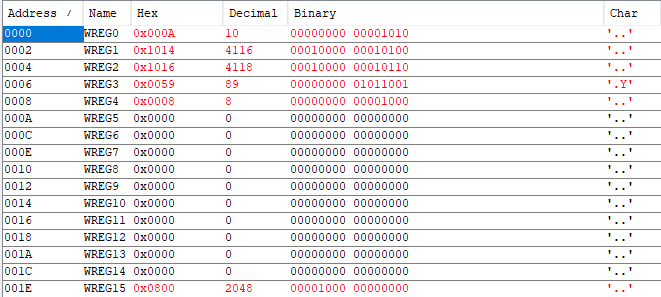 Address / Name Hex Decimal Binary Char
0000 WREG0 0x000A 10 00000000 00001010 '..'
0002 WREG1 0x1014 4116 00010000 00010100 '..'
0004 WREG2 0x1016 4118 00010000 00010110 '..'
0006 WREG3 0x0059 89 00000000 01011001 '.Y'
0008 WREG4 0x0008 8 00000000 00001000 '..'
000A WREG5 0x0000 0 00000000 00000000 '..'
000C WREG6 0x0000 0 00000000 00000000 '..'
000E WREG7 0x0000 0 00000000 00000000 '..'
0010 WREG8 0x0000 0 00000000 00000000 '..'
0012 WREG9 0x0000 0 00000000 00000000 '..'
0014 WREG10 0x0000 0 00000000 00000000 '..'
0016 WREG11 0x0000 0 00000000 00000000 '..'
0018 WREG12 0x0000 0 00000000 00000000 '..'
001A WREG13 0x0000 0 00000000 00000000 '..'
001C WREG14 0x0000 0 00000000 00000000 '..'
001E WREG15 0x0800 2048 00001000 00000000 '..'